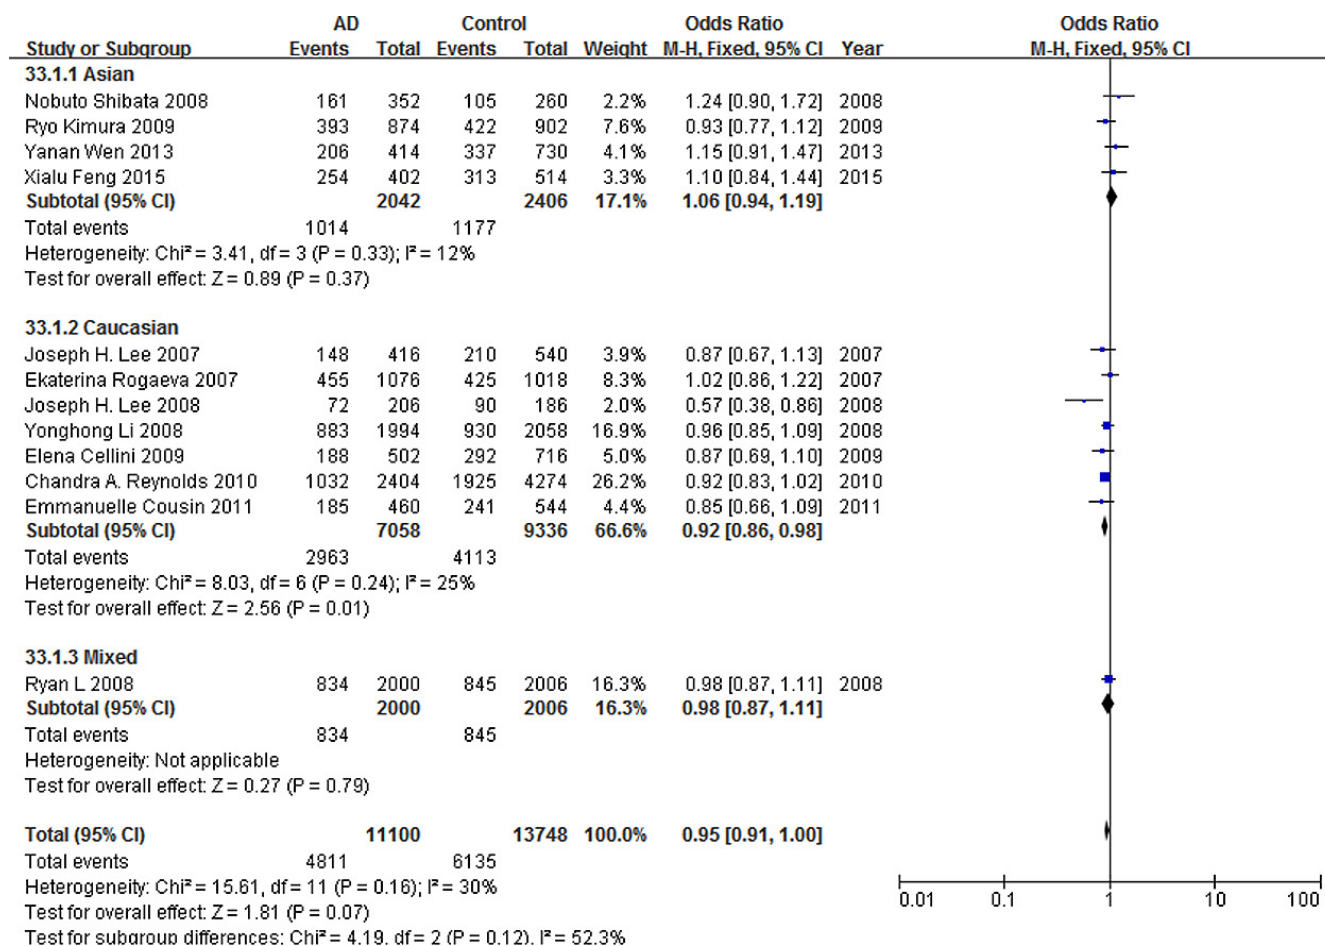 AD Control Odds Ratio Odds Ratio
Study or Subgroup Events Total Events Total Weight M-H, Fixed, 95% CI Year M-H, Fixed, 95% CI
33.1.1 Asian
Nobuto Shibata 2008 161 352 105 260 2.2% 1.24 [0.90, 1.72] 2008
Ryo Kimura 2009 393 874 422 902 7.6% 0.93 [0.77, 1.12] 2009
Yanan Wen 2013 206 414 337 730 4.1% 1.15 [0.91, 1.47] 2013
Xialu Feng 2015 254 402 313 514 3.3% 1.10 [0.84, 1.44] 2015
Subtotal (95% CI) 2042 2406 17.1% 1.06 [0.94, 1.19]
Total events 1014 1177
Heterogeneity: Chi² = 3.41, df = 3 (P = 0.33); I² = 12%
Test for overall effect: Z = 0.89 (P = 0.37)
33.1.2 Caucasian
Joseph H. Lee 2007 148 416 210 540 3.9% 0.87 [0.67, 1.13] 2007
Ekaterina Rogaeva 2007 455 1076 425 1018 8.3% 1.02 [0.86, 1.22] 2007
Joseph H. Lee 2008 72 206 90 186 2.0% 0.57 [0.38, 0.86] 2008
Yonghong Li 2008 883 1994 930 2058 16.9% 0.96 [0.85, 1.09] 2008
Elena Cellini 2009 188 502 292 716 5.0% 0.87 [0.69, 1.10] 2009
Chandra A. Reynolds 2010 1032 2404 1925 4274 26.2% 0.92 [0.83, 1.02] 2010
Emmanuelle Cousin 2011 185 460 241 544 4.4% 0.85 [0.66, 1.09] 2011
Subtotal (95% CI) 7058 9336 66.6% 0.92 [0.86, 0.98]
Total events 2963 4113
Heterogeneity: Chi² = 8.03, df = 6 (P = 0.24); I² = 25%
Test for overall effect: Z = 2.56 (P = 0.01)
33.1.3 Mixed
Ryan L 2008 834 2000 845 2006 16.3% 0.98 [0.87, 1.11] 2008
Subtotal (95% CI) 2000 2006 16.3% 0.98 [0.87, 1.11]
Total events 834 845
Heterogeneity: Not applicable
Test for overall effect: Z = 0.27 (P = 0.79)
Total (95% CI) 11100 13748 100.0% 0.95 [0.91, 1.00]
Total events 4811 6135
Heterogeneity: Chi² = 15.61, df = 11 (P = 0.16); I² = 30%
Test for overall effect: Z = 1.81 (P = 0.07)
Test for subgroup differences: Chi² = 4.19, df = 2 (P = 0.12), I² = 52.3%
0.01 0.1 1 10 100